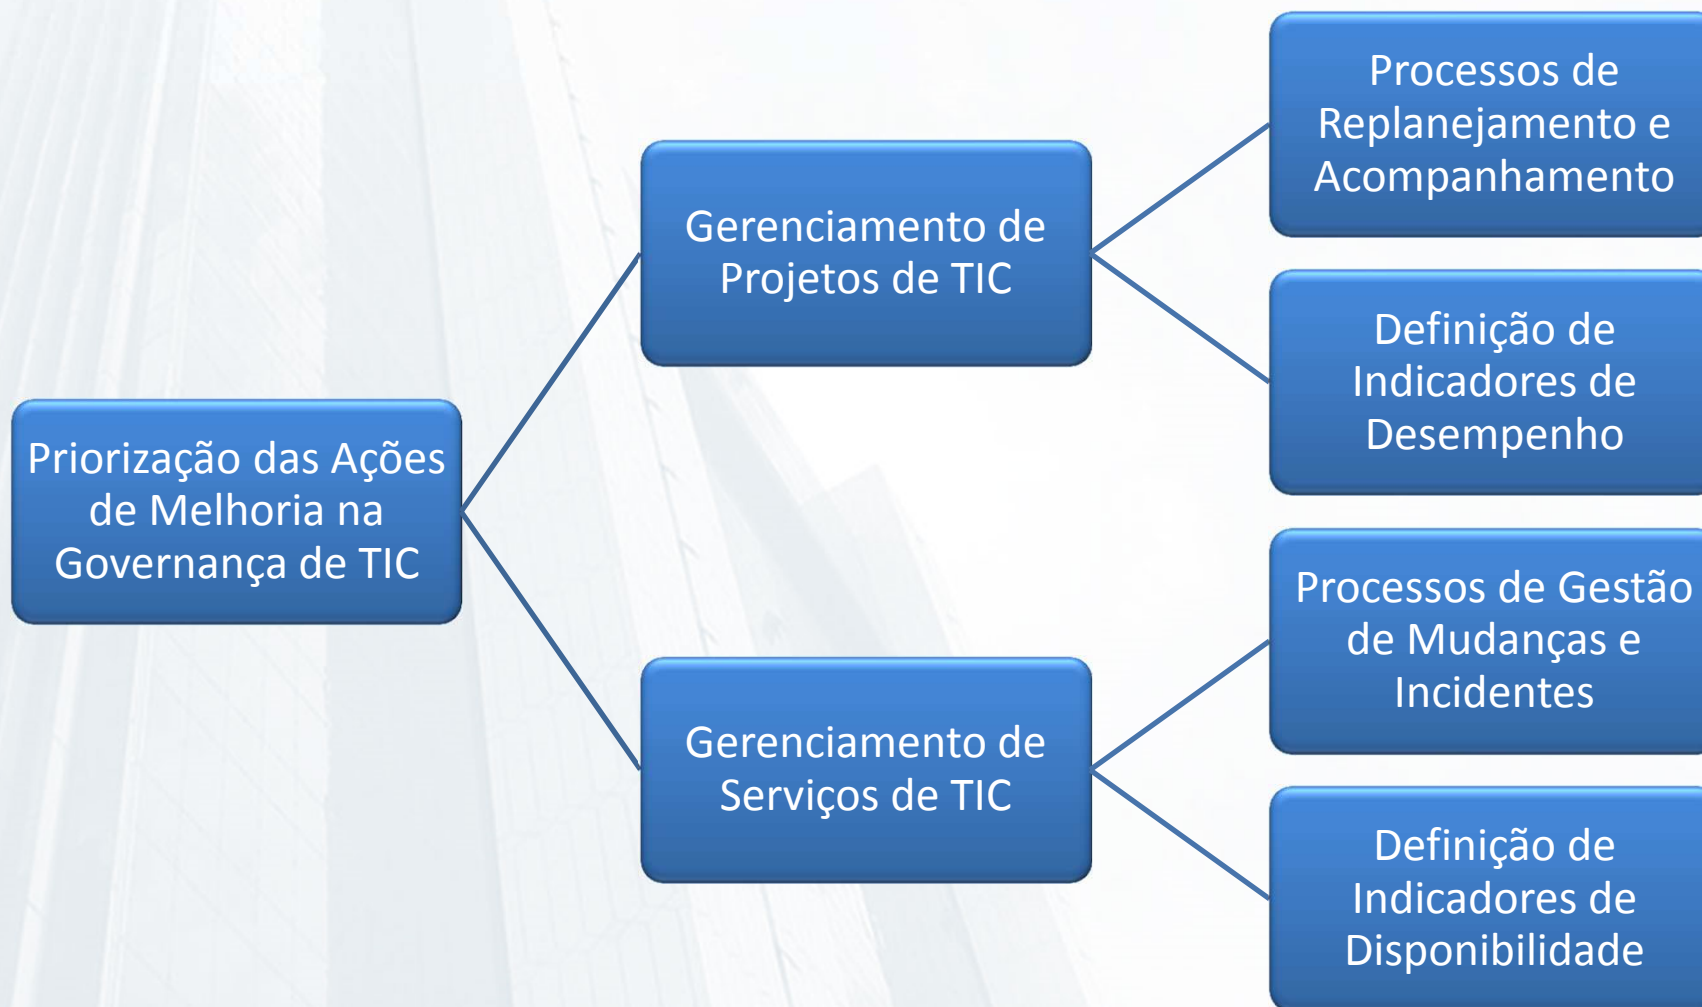 Priorização das Ações
de Melhoria na
Governança de TIC
Gerenciamento de
Projetos de TIC
Processos de
Replanejamento e
Acompanhamento
Definição de
Indicadores de
Desempenho
Gerenciamento de
Serviços de TIC
Processos de Gestão
de Mudanças e
Incidentes
Definição de
Indicadores de
Disponibilidade